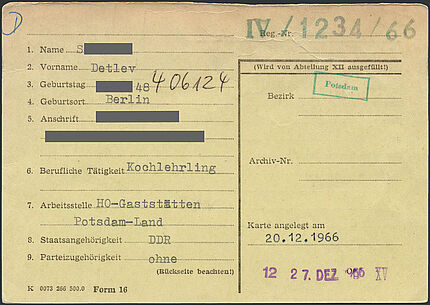 IV/1234/66
Reg.-Nr.
1. Name S
2. Vorname Detlev
3. Geburtstag 48 406124
4. Geburtsort Berlin
5. Anschrift
6. Berufliche Tätigkeit Kochlehrling
7. Arbeitsstelle HO-Gaststätten
Potsdam-Land
8. Staatsangehörigkeit DDR
9. Parteizugehörigkeit ohne
(Rückseite beachten!)
K 0073 266 500.0 Form 16
(Wird von Abteilung XII ausgefüllt!)
Bezirk Potsdam
Archiv-Nr.
Karte angelegt am
20.12.1966
12 27. DEZ. XV